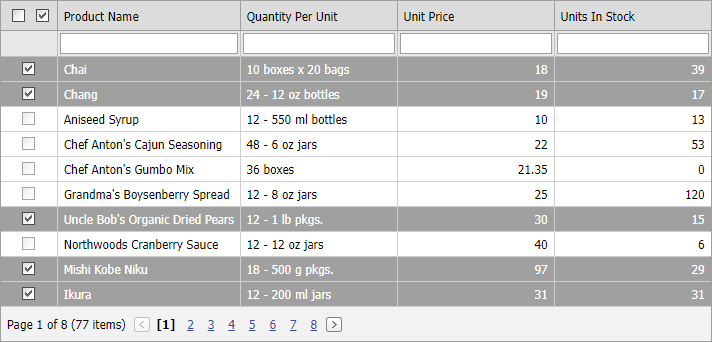 Product Name Quantity Per Unit Unit Price Units In Stock
Chai 10 boxes x 20 bags 18 39
Chang 24 - 12 oz bottles 19 17
Aniseed Syrup 12 - 550 ml bottles 10 13
Chef Anton's Cajun Seasoning 48 - 6 oz jars 22 53
Chef Anton's Gumbo Mix 36 boxes 21.35 0
Grandma's Boysenberry Spread 12 - 8 oz jars 25 120
Uncle Bob's Organic Dried Pears 12 - 1 lb pkgs. 30 15
Northwoods Cranberry Sauce 12 - 12 oz jars 40 6
Mishi Kobe Niku 18 - 500 g pkgs. 97 29
Ikura 12 - 200 ml jars 31 31
Page 1 of 8 (77 items) < [1] 2 3 4 5 6 7 8 >